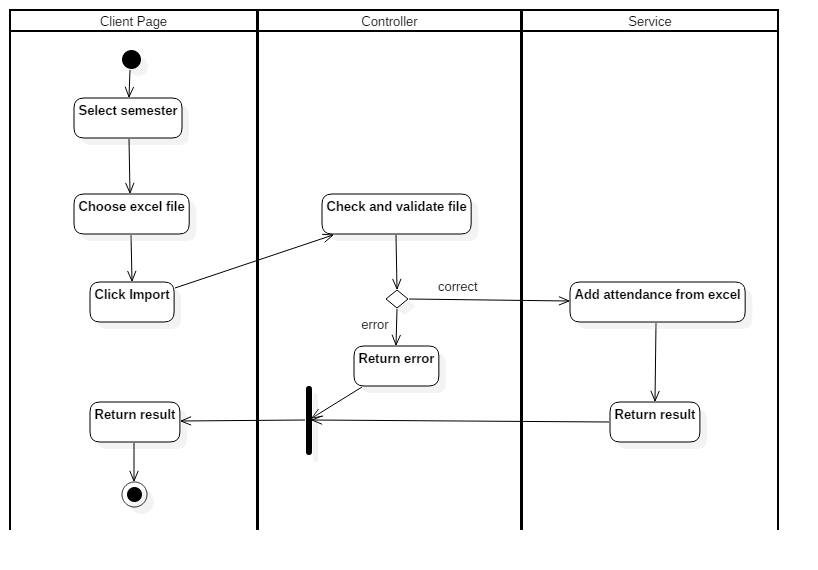 Client Page
Controller
Service
Select semester
Choose excel file
Check and validate file
Click Import
correct
Add attendance from excel
error
Return error
Return result
Return result